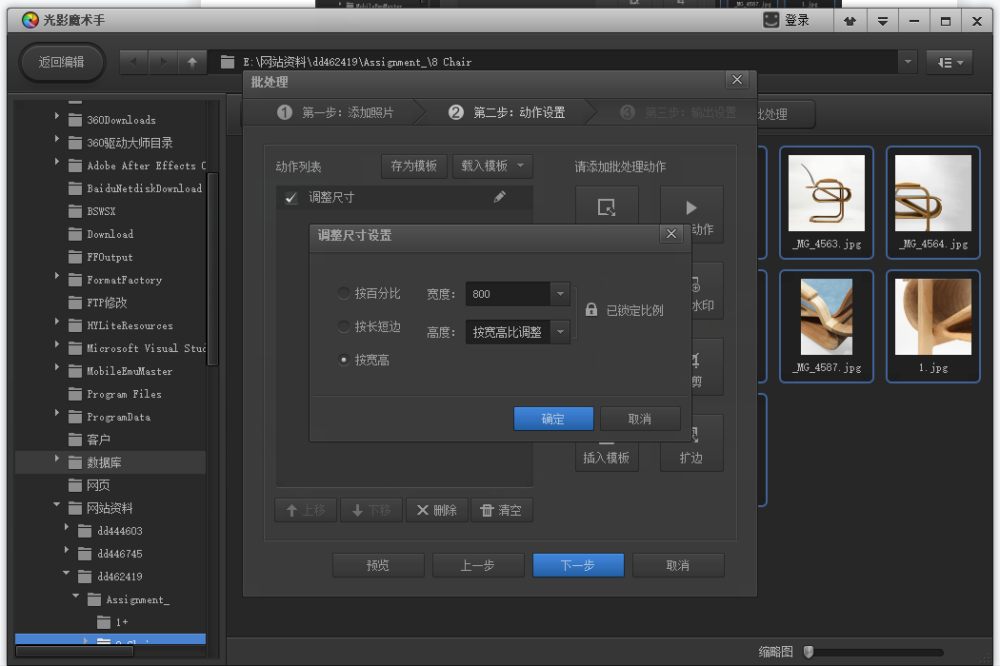 光影魔术手
登录
返回编辑
E:\网站资料\dd462419\Assignment_\8 Chair
批处理
1 第一步：添加照片
2 第二步：动作设置
3 第三步：输出设置
批处理
360Downloads
360驱动大师目录
Adobe After Effects C
BaiduNetdiskDownload
BSWSX
Download
FFOutput
FormatFactory
FTP修改
HYLiteResources
Microsoft Visual Stud
MobileEmuMaster
Program Files
ProgramData
客户
数据库
网页
网站资料
dd444603
dd446745
dd462419
Assignment_
1+
8 Chair
动作列表
存为模板
载入模板
请添加批处理动作
调整尺寸
动作
水印
剪
插入模板
扩边
调整尺寸设置
按百分比
按长短边
按宽高
宽度：
800
高度：
按宽高比调整
已锁定比例
确定
取消
上移
下移
删除
清空
预览
上一步
下一步
取消
_MG_4563.jpg
_MG_4564.jpg
_MG_4587.jpg
1.jpg
缩略图